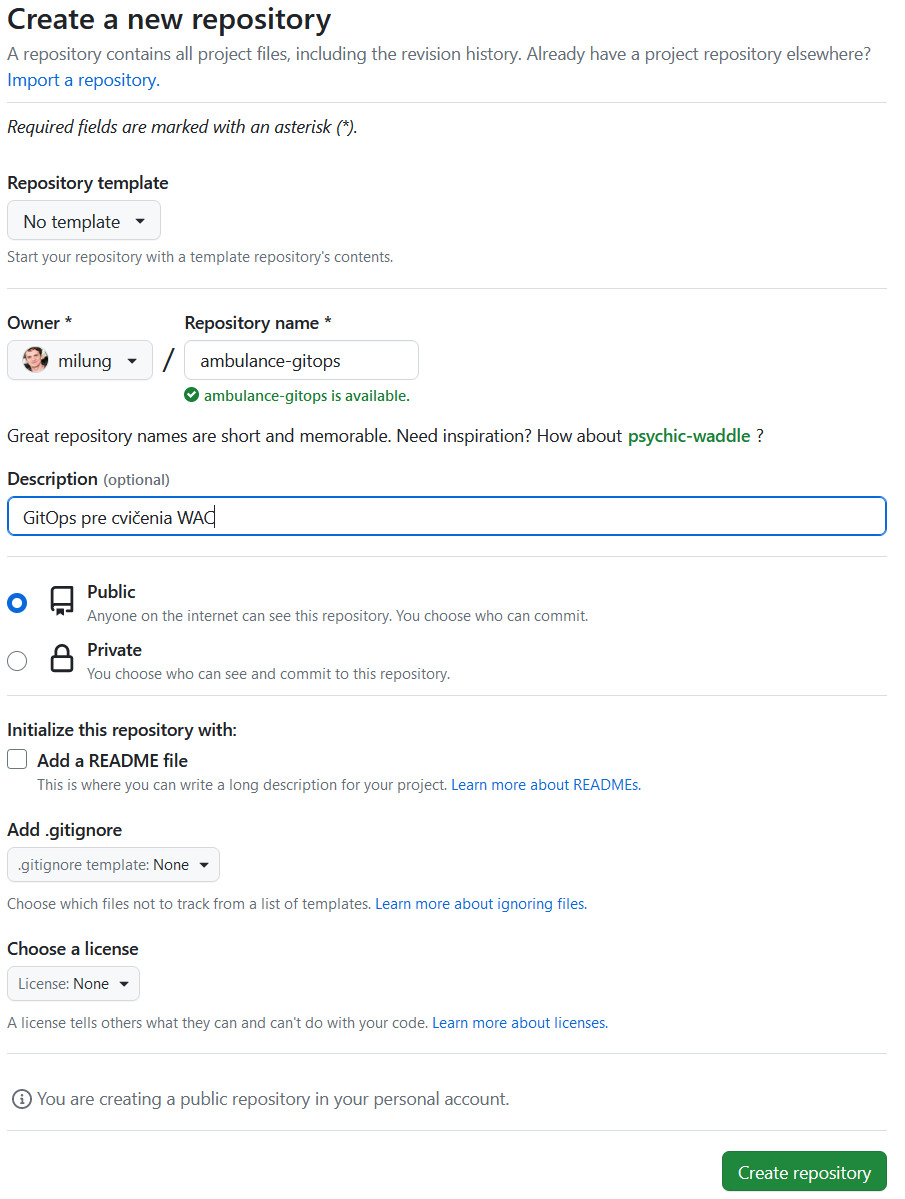 Create a new repository
A repository contains all project files, including the revision history. Already have a project repository elsewhere?
Import a repository.
Required fields are marked with an asterisk (*).
Repository template
No template
Start your repository with a template repository's contents.
Owner *
Repository name *
milung
/
ambulance-gitops
ambulance-gitops is available.
Great repository names are short and memorable. Need inspiration? How about psychic-waddle ?
Description (optional)
GitOps pre cvičenia WAC
Public
Anyone on the internet can see this repository. You choose who can commit.
Private
You choose who can see and commit to this repository.
Initialize this repository with:
Add a README file
This is where you can write a long description for your project. Learn more about READMEs.
Add .gitignore
.gitignore template: None
Choose which files not to track from a list of templates. Learn more about ignoring files.
Choose a license
License: None
A license tells others what they can and can't do with your code. Learn more about licenses.
You are creating a public repository in your personal account.
Create repository